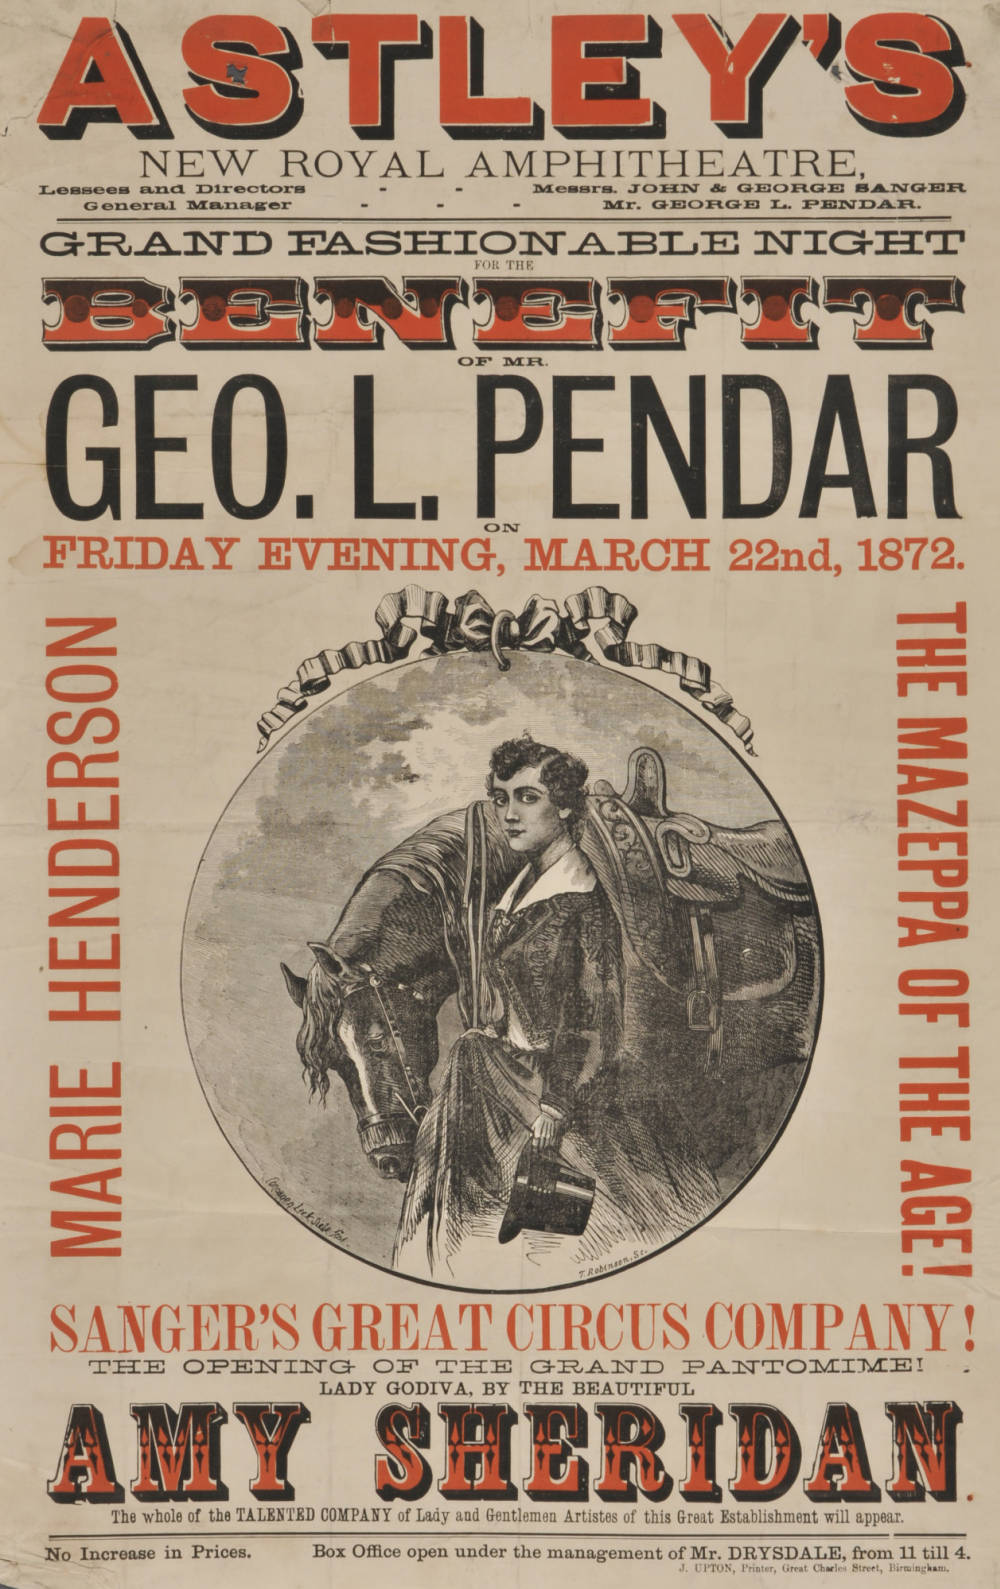 ASTLEY'S
NEW ROYAL AMPHITHEATRE,
Lessees and Directors - - Messrs. JOHN & GEORGE SANGER
General Manager - - - Mr. GEORGE L. PENDAR.
GRAND FASHIONABLE NIGHT
FOR THE
BENEFIT
OF MR.
GEO. L. PENDAR
ON
FRIDAY EVENING, MARCH 22nd, 1872.
MARIE HENDERSON
THE MAZEPPA OF THE AGE!
T. Robinson, Sc.
SANGER'S GREAT CIRCUS COMPANY!
THE OPENING OF THE GRAND PANTOMIME!
LADY GODIVA, BY THE BEAUTIFUL
AMY SHERIDAN.
The whole of the TALENTED COMPANY of Lady and Gentlemen Artistes of this Great Establishment will appear.
No Increase in Prices. Box Office open under the management of Mr. DRYSDALE, from 11 till 4.
J. UPTON, Printer, Great Charles Street, Birmingham.